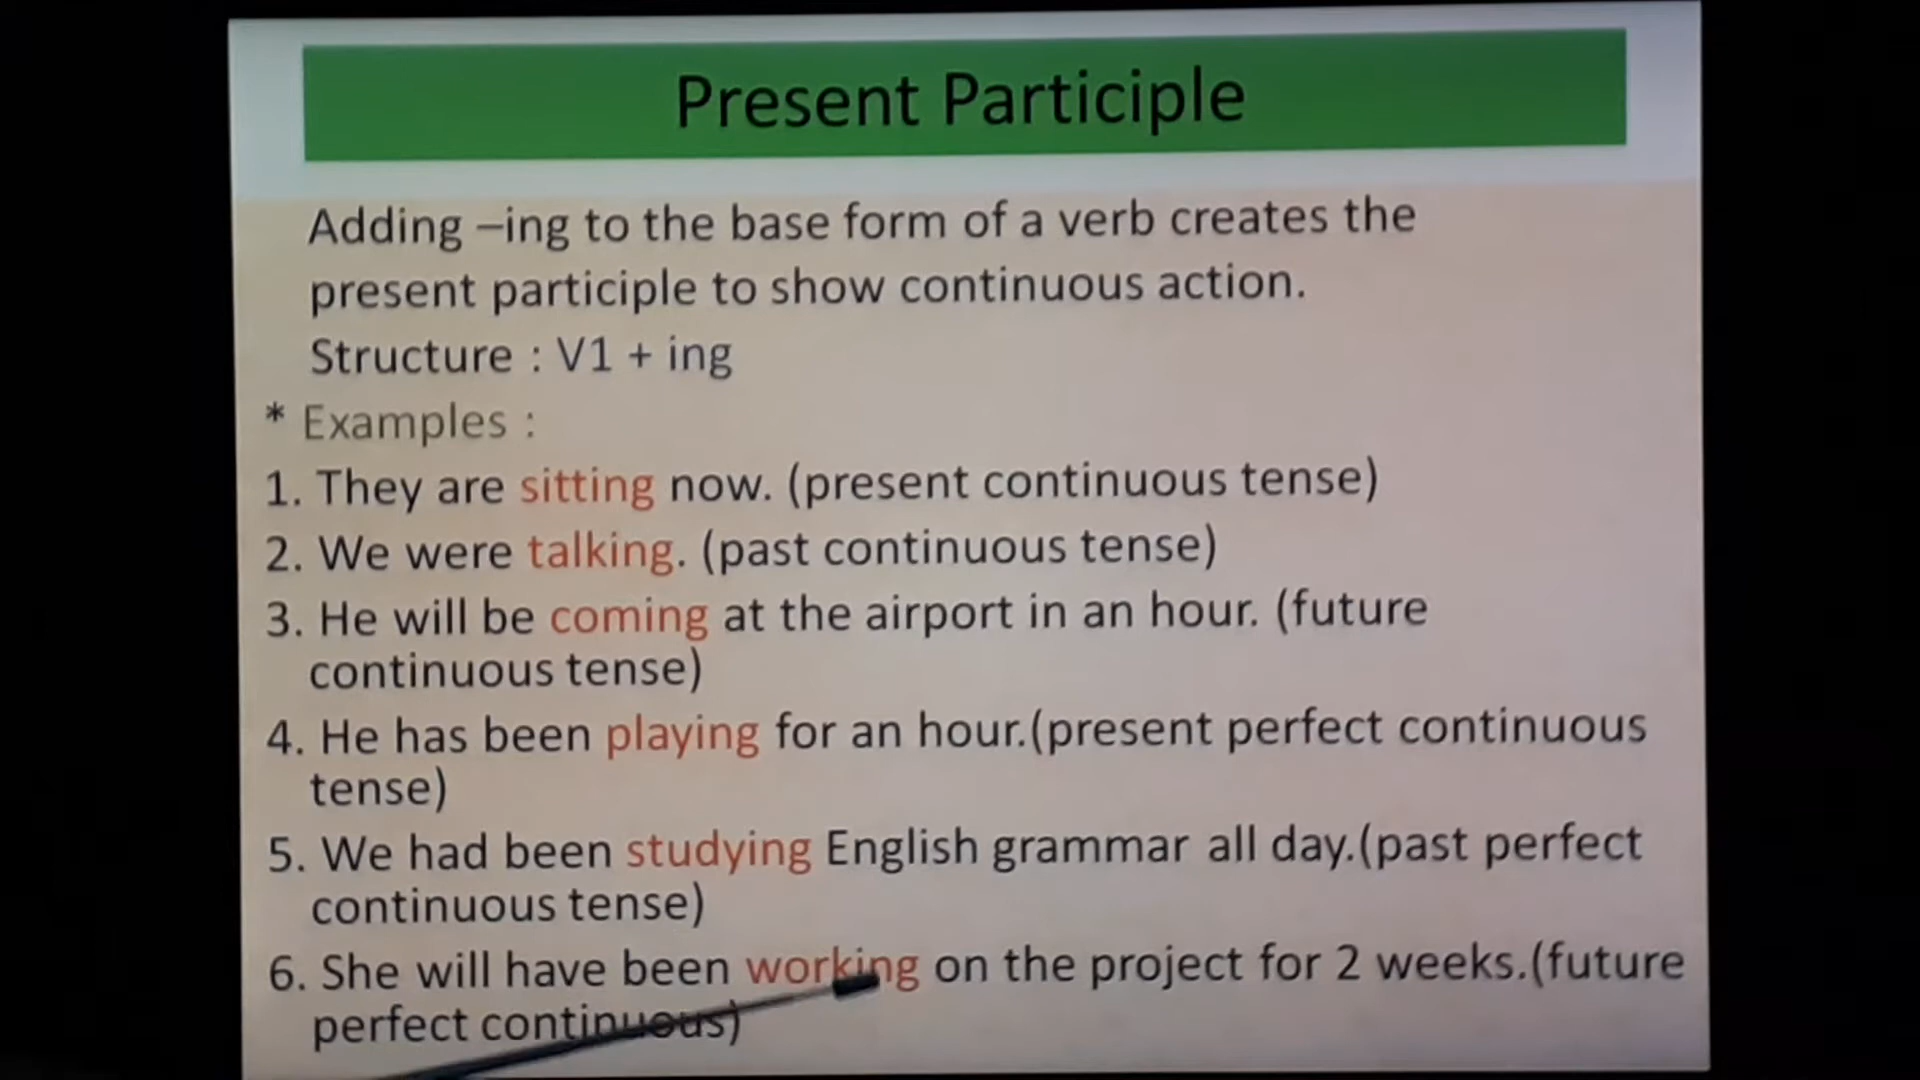 Present Participle
Adding –ing to the base form of a verb creates the
present participle to show continuous action.
Structure : V1 + ing
* Examples :
1. They are sitting now. (present continuous tense)
2. We were talking. (past continuous tense)
3. He will be coming at the airport in an hour. (future
continuous tense)
4. He has been playing for an hour.(present perfect continuous
tense)
5. We had been studying English grammar all day.(past perfect
continuous tense)
6. She will have been working on the project for 2 weeks.(future
perfect continuous)